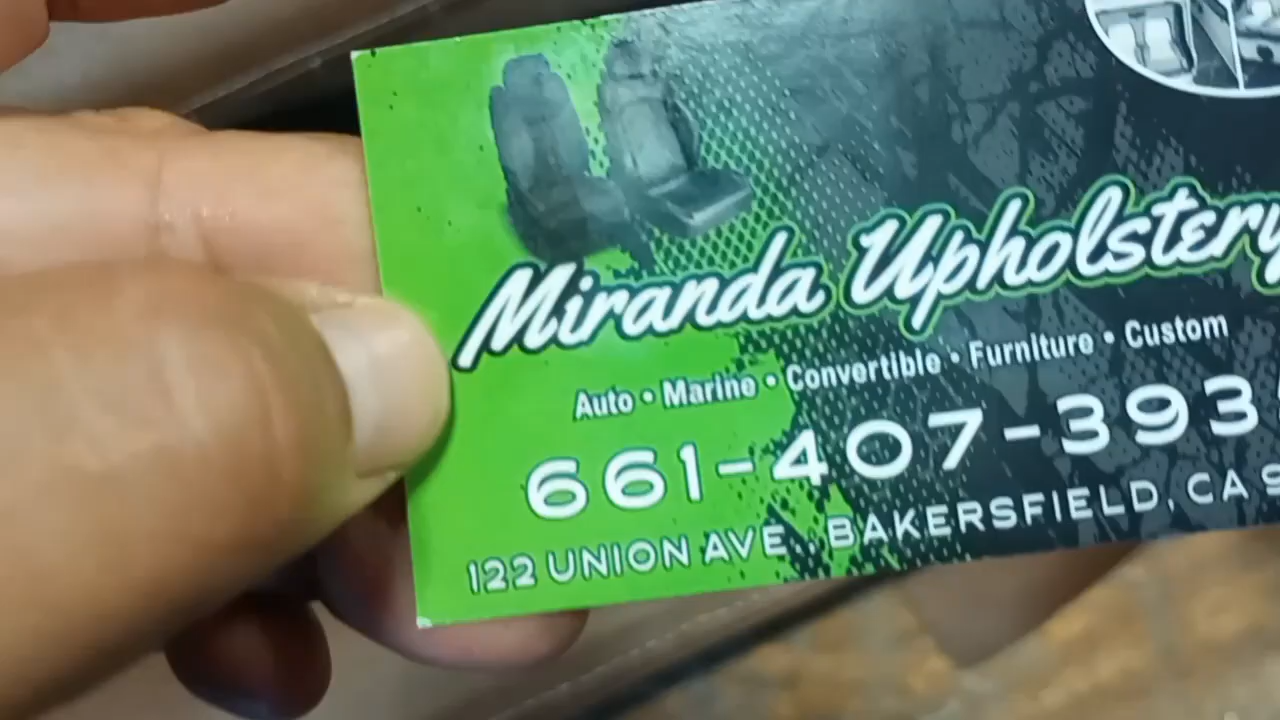 Miranda Upholstery
Auto • Marine • Convertible • Furniture • Custom
661-407-393
122 UNION AVE BAKERSFIELD, CA